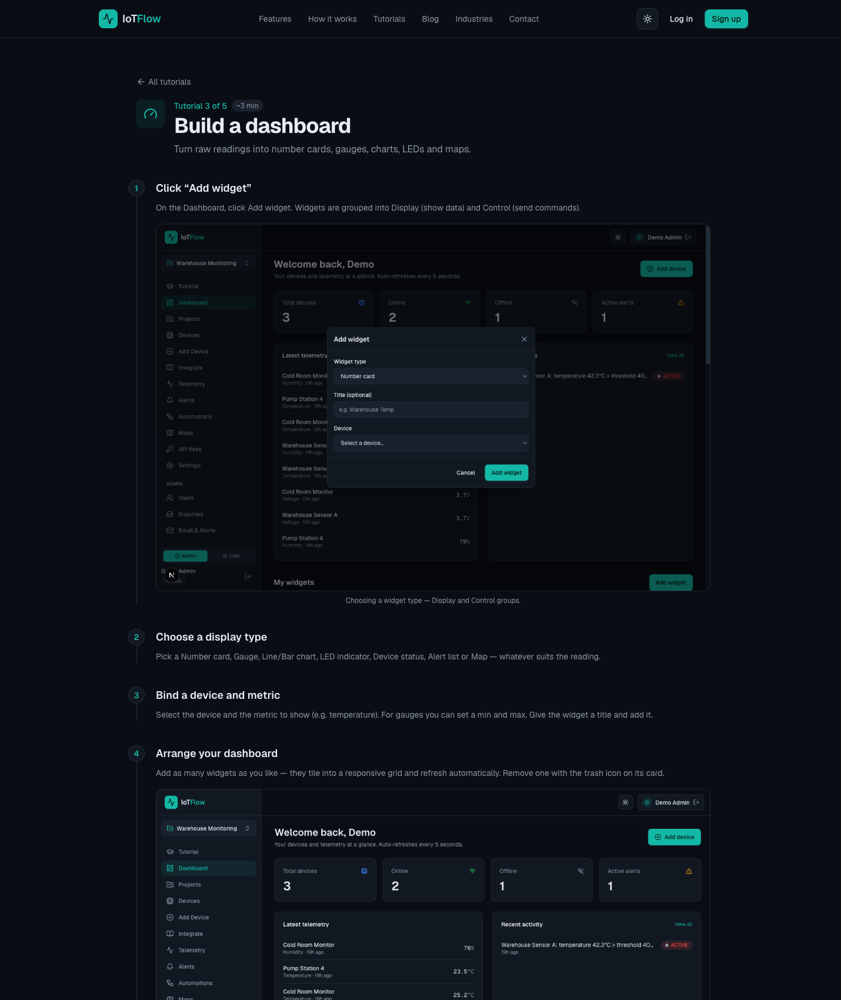 IoTFlow
Features
How it works
Tutorials
Blog
Industries
Contact
Log in
Sign up
All tutorials
Tutorial 3 of 5
~3 min
Build a dashboard
Turn raw readings into number cards, gauges, charts, LEDs and maps.
1
Click “Add widget”
On the Dashboard, click Add widget. Widgets are grouped into Display (show data) and Control (send commands).
IoTFlow
Demo Admin
D
Warehouse Monitoring
Tutorial
Dashboard
Projects
Devices
Add Device
Integrate
Telemetry
Alerts
Automations
Maps
API Keys
Settings
ADMIN
Users
Enquiries
Email & Alerts
Admin
User
Admin
N
Welcome back, Demo
Your devices and telemetry at a glance. Auto-refreshes every 5 seconds.
Add device
Total devices
3
Online
2
Offline
1
Active alerts
1
Latest telemetry
Cold Room Monit
Humidity · 19h ago
Pump Station 4
Temperature · 19h ag
Cold Room Monit
Temperature · 19h ago
Warehouse Sens
Humidity · 19h ago
Warehouse Sens
Temperature · 19h ago
Cold Room Monitor
Voltage · 19h ago
3.7V
Warehouse Sensor A
Voltage · 19h ago
3.7V
Pump Station 4
Humidity · 19h ago
79%
y
View all
nsor A: temperature 42.3°C > threshold 40...
ACTIVE
Add widget
Widget type
Number card
Title (optional)
e.g. Warehouse Temp
Device
Select a device...
Cancel
Add widget
My widgets
Add widget
Choosing a widget type — Display and Control groups.
2
Choose a display type
Pick a Number card, Gauge, Line/Bar chart, LED indicator, Device status, Alert list or Map — whatever suits the reading.
3
Bind a device and metric
Select the device and the metric to show (e.g. temperature). For gauges you can set a min and max. Give the widget a title and add it.
4
Arrange your dashboard
Add as many widgets as you like — they tile into a responsive grid and refresh automatically. Remove one with the trash icon on its card.
IoTFlow
D
Demo Admin
Warehouse Monitoring
Tutorial
Dashboard
Projects
Devices
Add Device
Integrate
Telemetry
Alerts
Automations
Maps
Welcome back, Demo
Your devices and telemetry at a glance. Auto-refreshes every 5 seconds.
Add device
Total devices
3
Online
2
Offline
1
Active alerts
1
Latest telemetry
Cold Room Monitor
Humidity · 19h ago
76%
Pump Station 4
Temperature · 19h ago
23.5°C
Cold Room Monitor
Temperature · 19h ago
25.2°C
Recent activity
View all
Warehouse Sensor A: temperature 42.3°C > threshold 40...
19h ago
ACTIVE